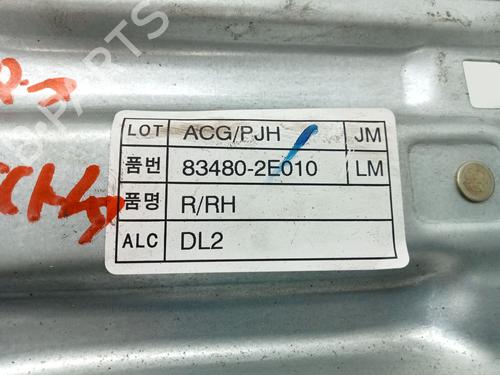 LOT ACG/PJH JM
품번 83480-2E010 LM
품명 R/RH
ALC DL2